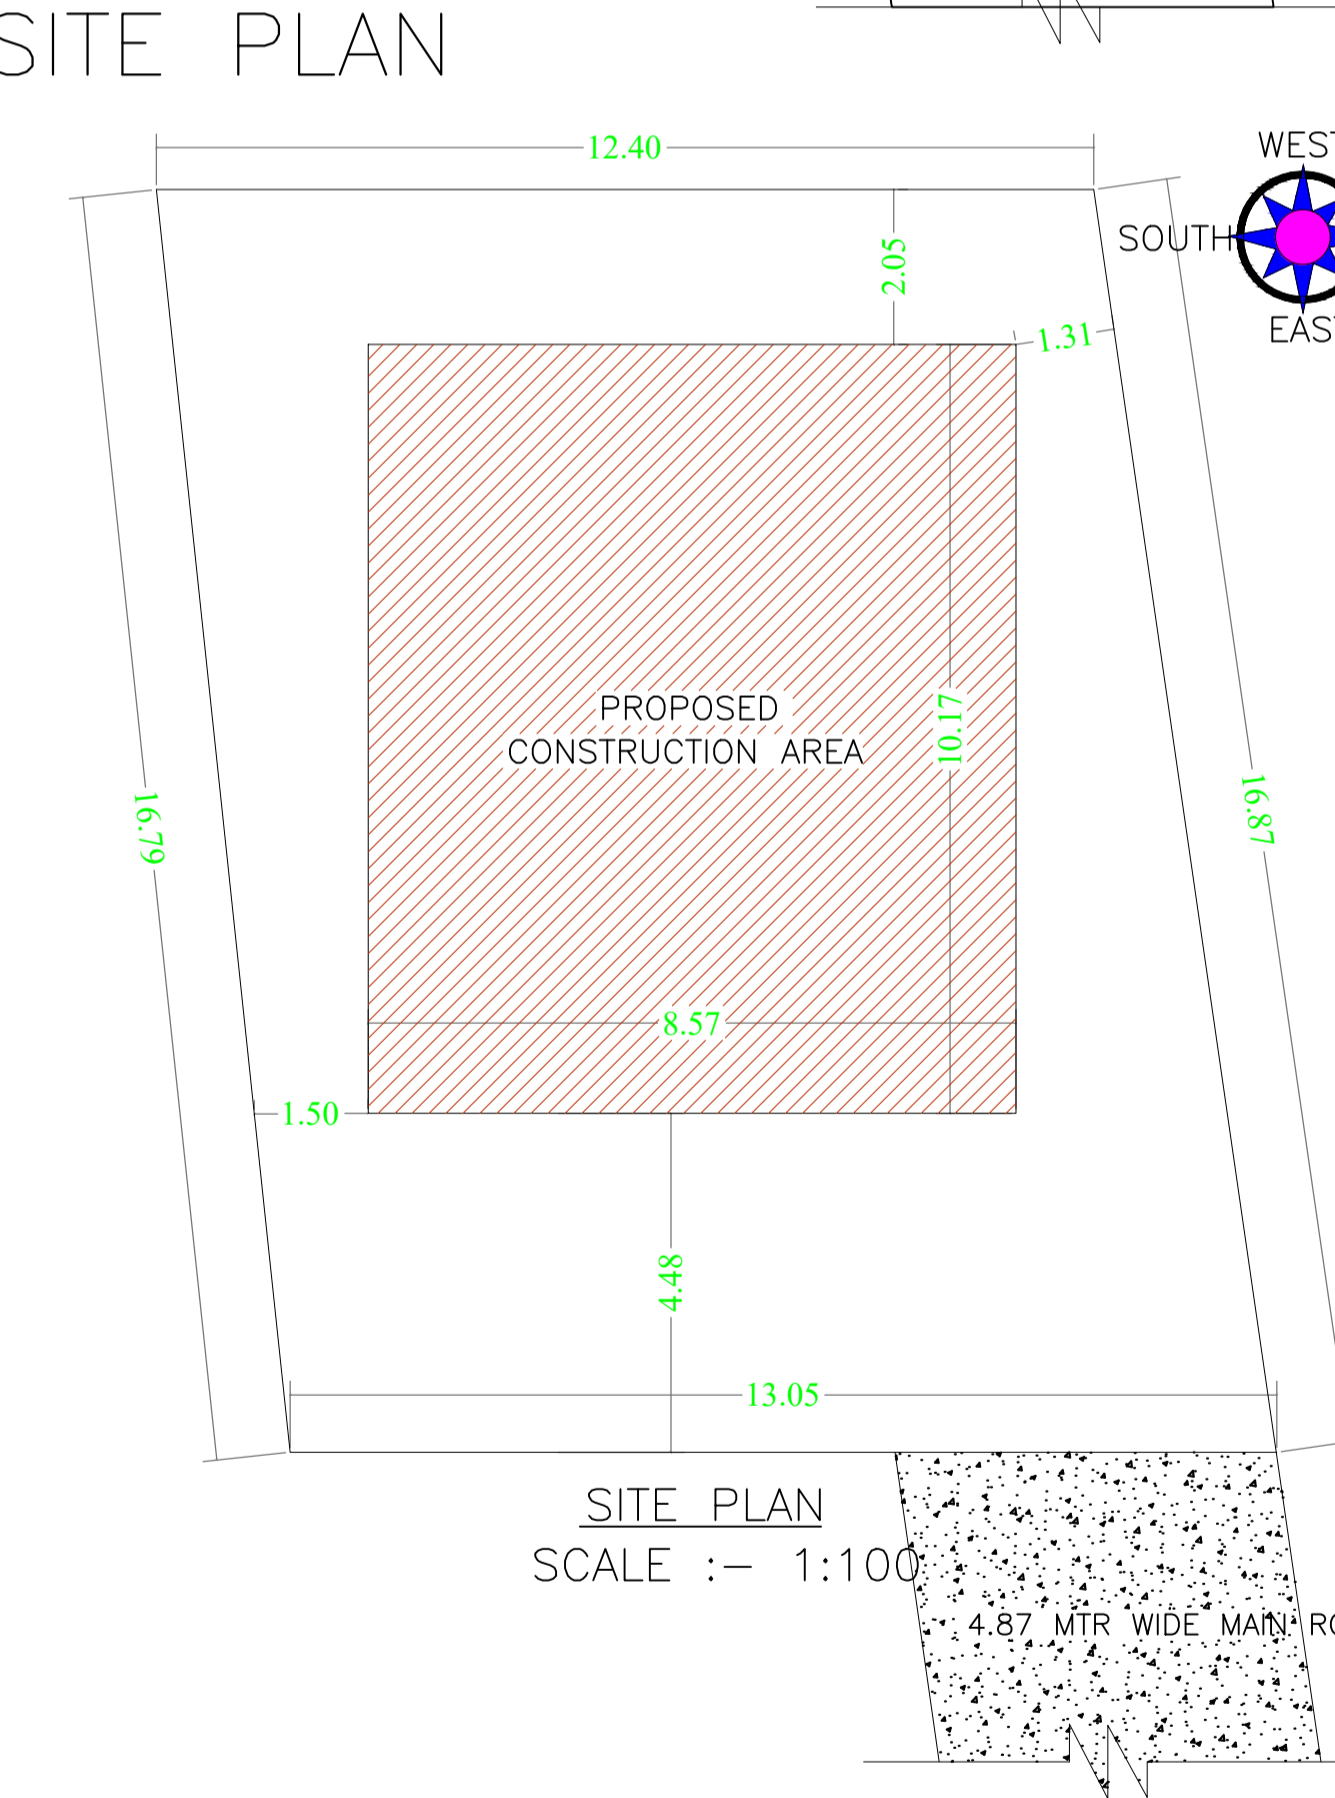 SITE PLAN
12.40
WEST
SOUTH
EAST
2.05
1.31
PROPOSED
CONSTRUCTION AREA
10.17
16.79
16.87
8.57
1.50
4.48
13.05
SITE PLAN
SCALE :- 1:100
4.87 MTR WIDE MAIN